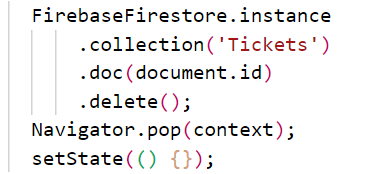 FirebaseFirestore.instance
.collection('Tickets')
.doc(document.id)
.delete();
Navigator.pop(context);
setState(() {});